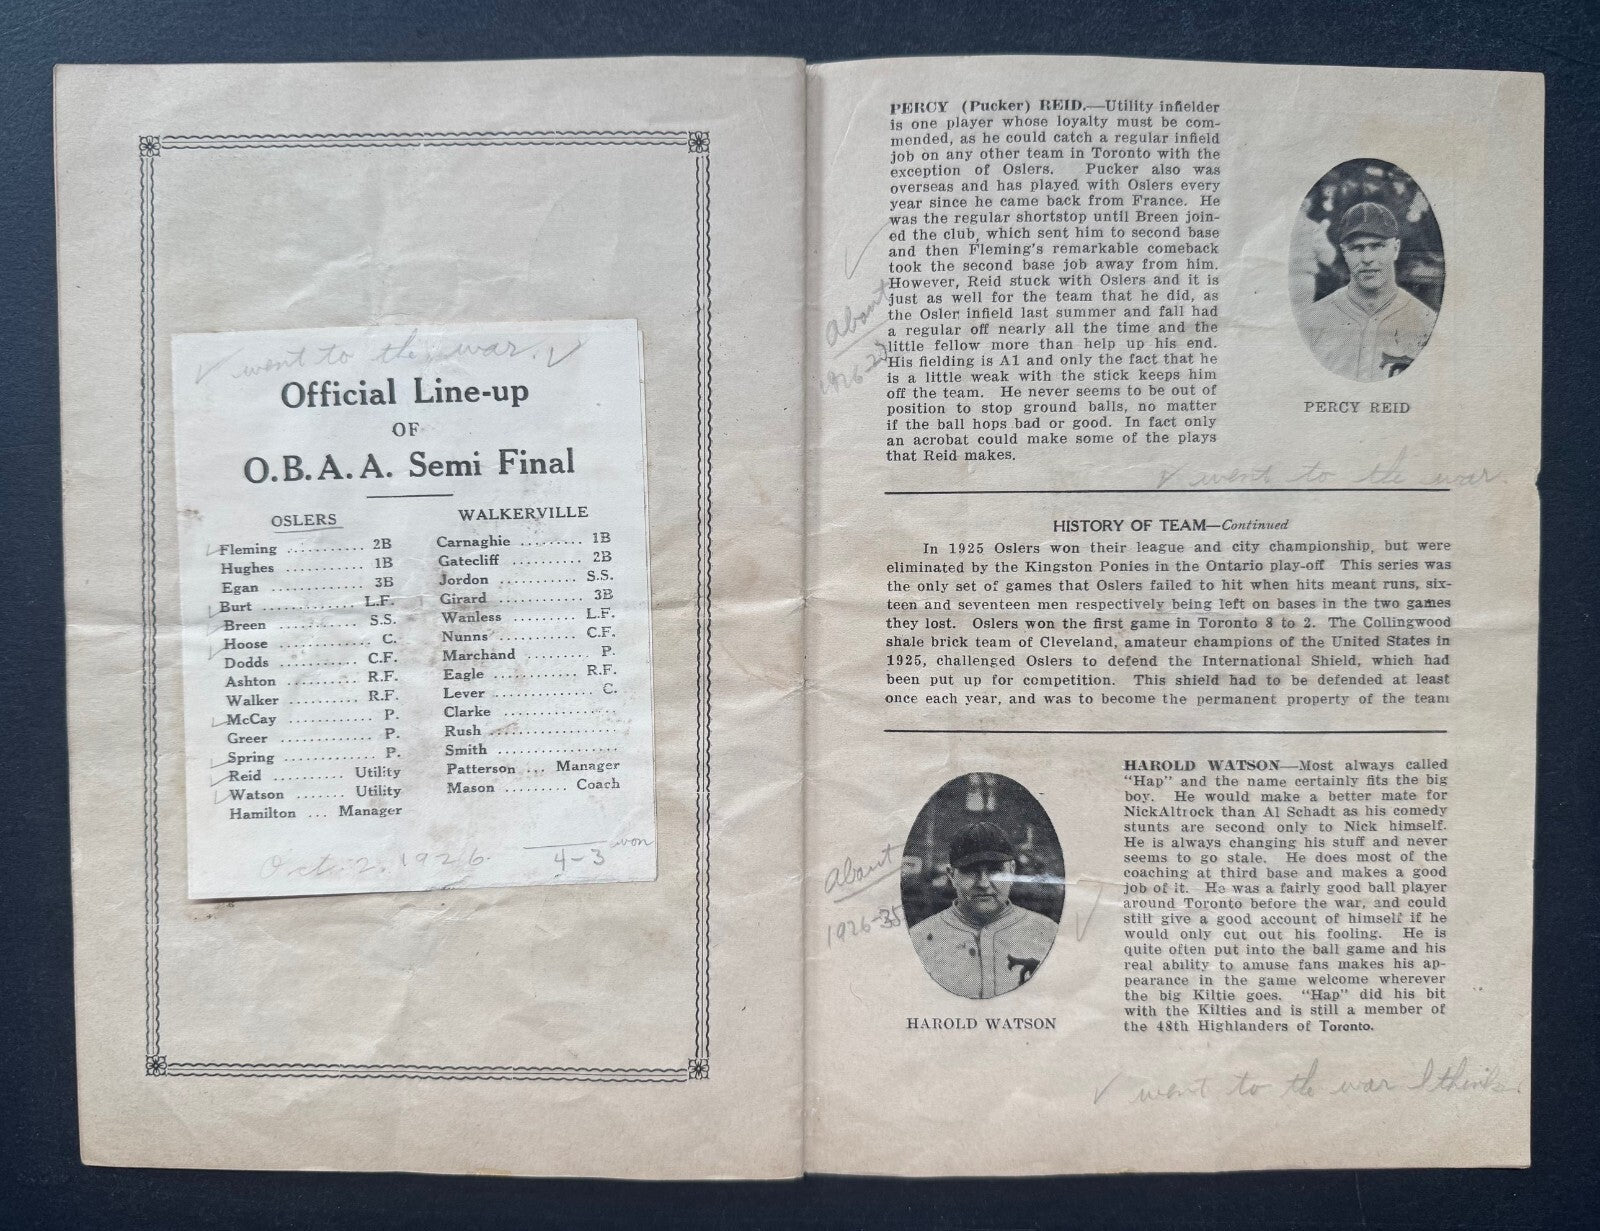 ✓ went to the war. ✓
Official Line-up
OF
O.B.A.A. Semi Final
OSLERS
Fleming ........... 2B
Hughes ........... 1B
Egan ............. 3B
Burt ............. L.F.
Breen ........... S.S.
Hoose ............. C.
Dodds .......... C.F.
Ashton ......... R.F.
Walker ......... R.F.
McCay ............ P.
Greer ............. P.
Spring ............. P.
Reid .......... Utility
Watson ....... Utility
Hamilton ... Manager
WALKERVILLE
Carnaghie ......... 1B
Gatecliff .......... 2B
Jordon ........... S.S.
Girard ............ 3B
Wanless ......... L.F.
Nunns ........... C.F.
Marchand ......... P.
Eagle ............ R.F.
Lever .............. C.
Clarke ...............
Rush .................
Smith ................
Patterson ... Manager
Mason ......... Coach
Oct. 2, 1926.
4-3 won
PERCY (Pucker) REID.—Utility infielder
is one player whose loyalty must be com-
mended, as he could catch a regular infield
job on any other team in Toronto with the
exception of Oslers. Pucker also was
overseas and has played with Oslers every
year since he came back from France. He
was the regular shortstop until Breen join-
ed the club, which sent him to second base
and then Fleming's remarkable comeback
took the second base job away from him.
However, Reid stuck with Oslers and it is
just as well for the team that he did, as
the Osler infield last summer and fall had
a regular off nearly all the time and the
little fellow more than help up his end.
His fielding is A1 and only the fact that he
is a little weak with the stick keeps him
off the team. He never seems to be out of
position to stop ground balls, no matter
if the ball hops bad or good. In fact only
an acrobat could make some of the plays
that Reid makes.
About
PERCY REID
✓ went to the war.
HISTORY OF TEAM—Continued
In 1925 Oslers won their league and city championship, but were
eliminated by the Kingston Ponies in the Ontario play-off This series was
the only set of games that Oslers failed to hit when hits meant runs, six-
teen and seventeen men respectively being left on bases in the two games
they lost. Oslers won the first game in Toronto 8 to 2. The Collingwood
shale brick team of Cleveland, amateur champions of the United States in
1925, challenged Oslers to defend the International Shield, which had
been put up for competition. This shield had to be defended at least
once each year, and was to become the permanent property of the team
About
1926-35
HAROLD WATSON
HAROLD WATSON—Most always called
"Hap" and the name certainly fits the big
boy. He would make a better mate for
NickAltrock than Al Schadt as his comedy
stunts are second only to Nick himself.
He is always changing his stuff and never
seems to go stale. He does most of the
coaching at third base and makes a good
job of it. He was a fairly good ball player
around Toronto before the war, and could
still give a good account of himself if he
would only cut out his fooling. He is
quite often put into the ball game and his
real ability to amuse fans makes his ap-
pearance in the game welcome wherever
the big Kiltie goes. "Hap" did his bit
with the Kilties and is still a member of
the 48th Highlanders of Toronto.
✓ went to the war I think.